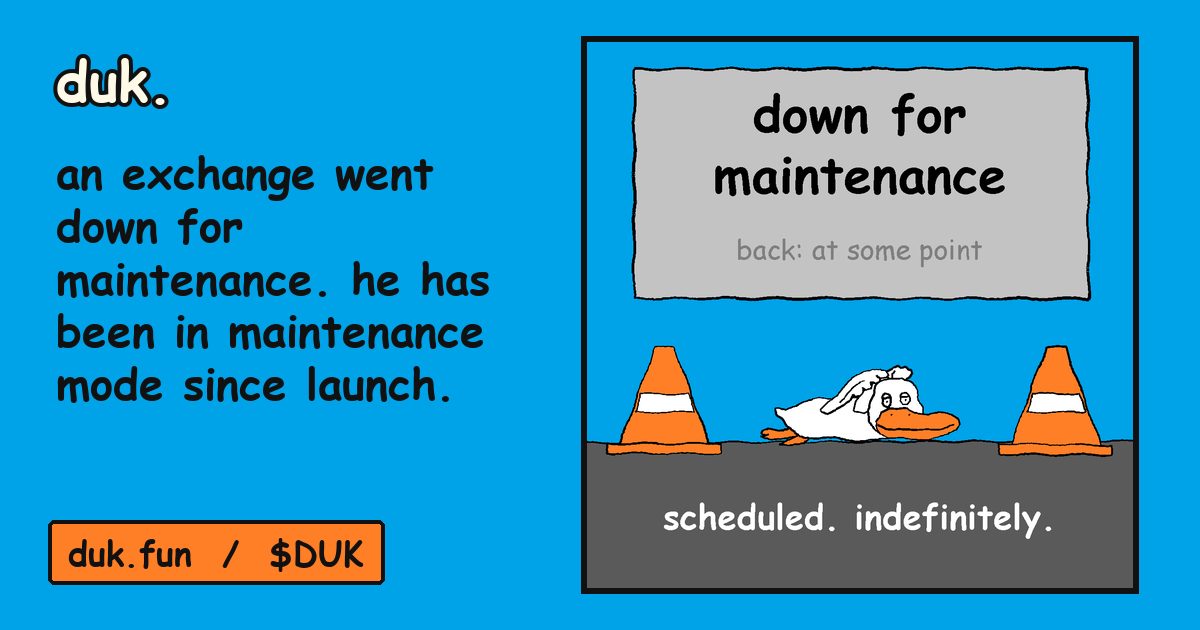 duk.
an exchange went
down for
maintenance. he has
been in maintenance
mode since launch.
duk.fun / $DUK
down for
maintenance
back: at some point
scheduled. indefinitely.